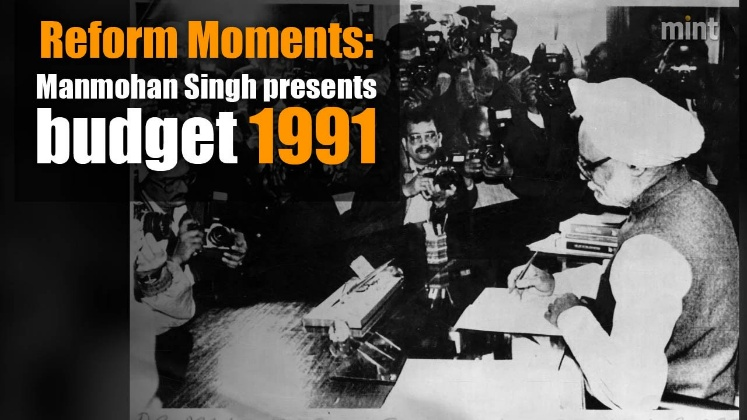 Reform Moments:
mint
Manmohan Singh presents
budget 1991